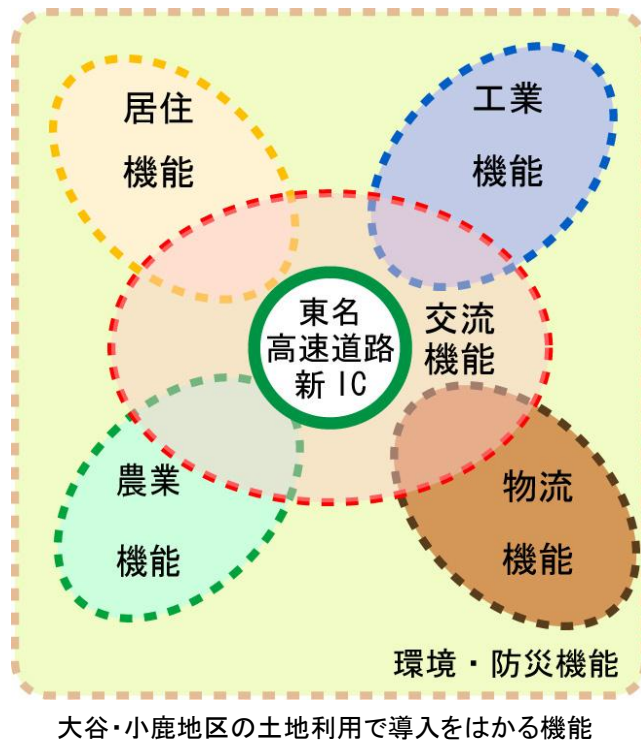 居住
機能
工業
機能
東名
高速道路
新IC
交流
機能
農業
機能
物流
機能
環境・防災機能
大谷・小鹿地区の土地利用で導入をはかる機能